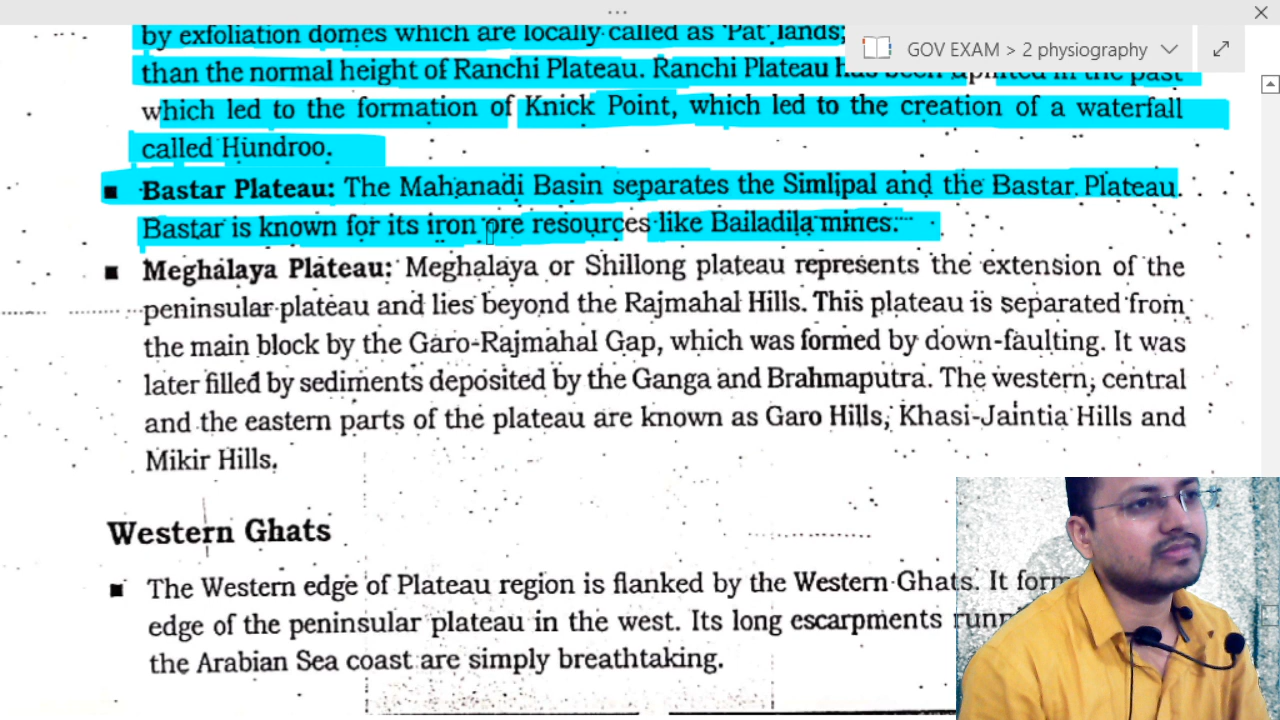 by exfoliation domes which are locally called as 'Pat' lands;
GOV EXAM > 2 physiography
than the normal height of Ranchi Plateau. Ranchi Plateau has been uplifted in the past
which led to the formation of Knick Point, which led to the creation of a waterfall
called Hundroo.
■ Bastar Plateau: The Mahanadi Basin separates the Simlipal and the Bastar Plateau.
Bastar is known for its iron ore resources like Bailadila mines.
■ Meghalaya Plateau: Meghalaya or Shillong plateau represents the extension of the
peninsular plateau and lies beyond the Rajmahal Hills. This plateau is separated from
the main block by the Garo-Rajmahal Gap, which was formed by down-faulting. It was
later filled by sediments deposited by the Ganga and Brahmaputra. The western, central
and the eastern parts of the plateau are known as Garo Hills, Khasi-Jaintia Hills and
Mikir Hills.
Western Ghats
■ The Western edge of Plateau region is flanked by the Western Ghats. It form
edge of the peninsular plateau in the west. Its long escarpments runn
the Arabian Sea coast are simply breathtaking.